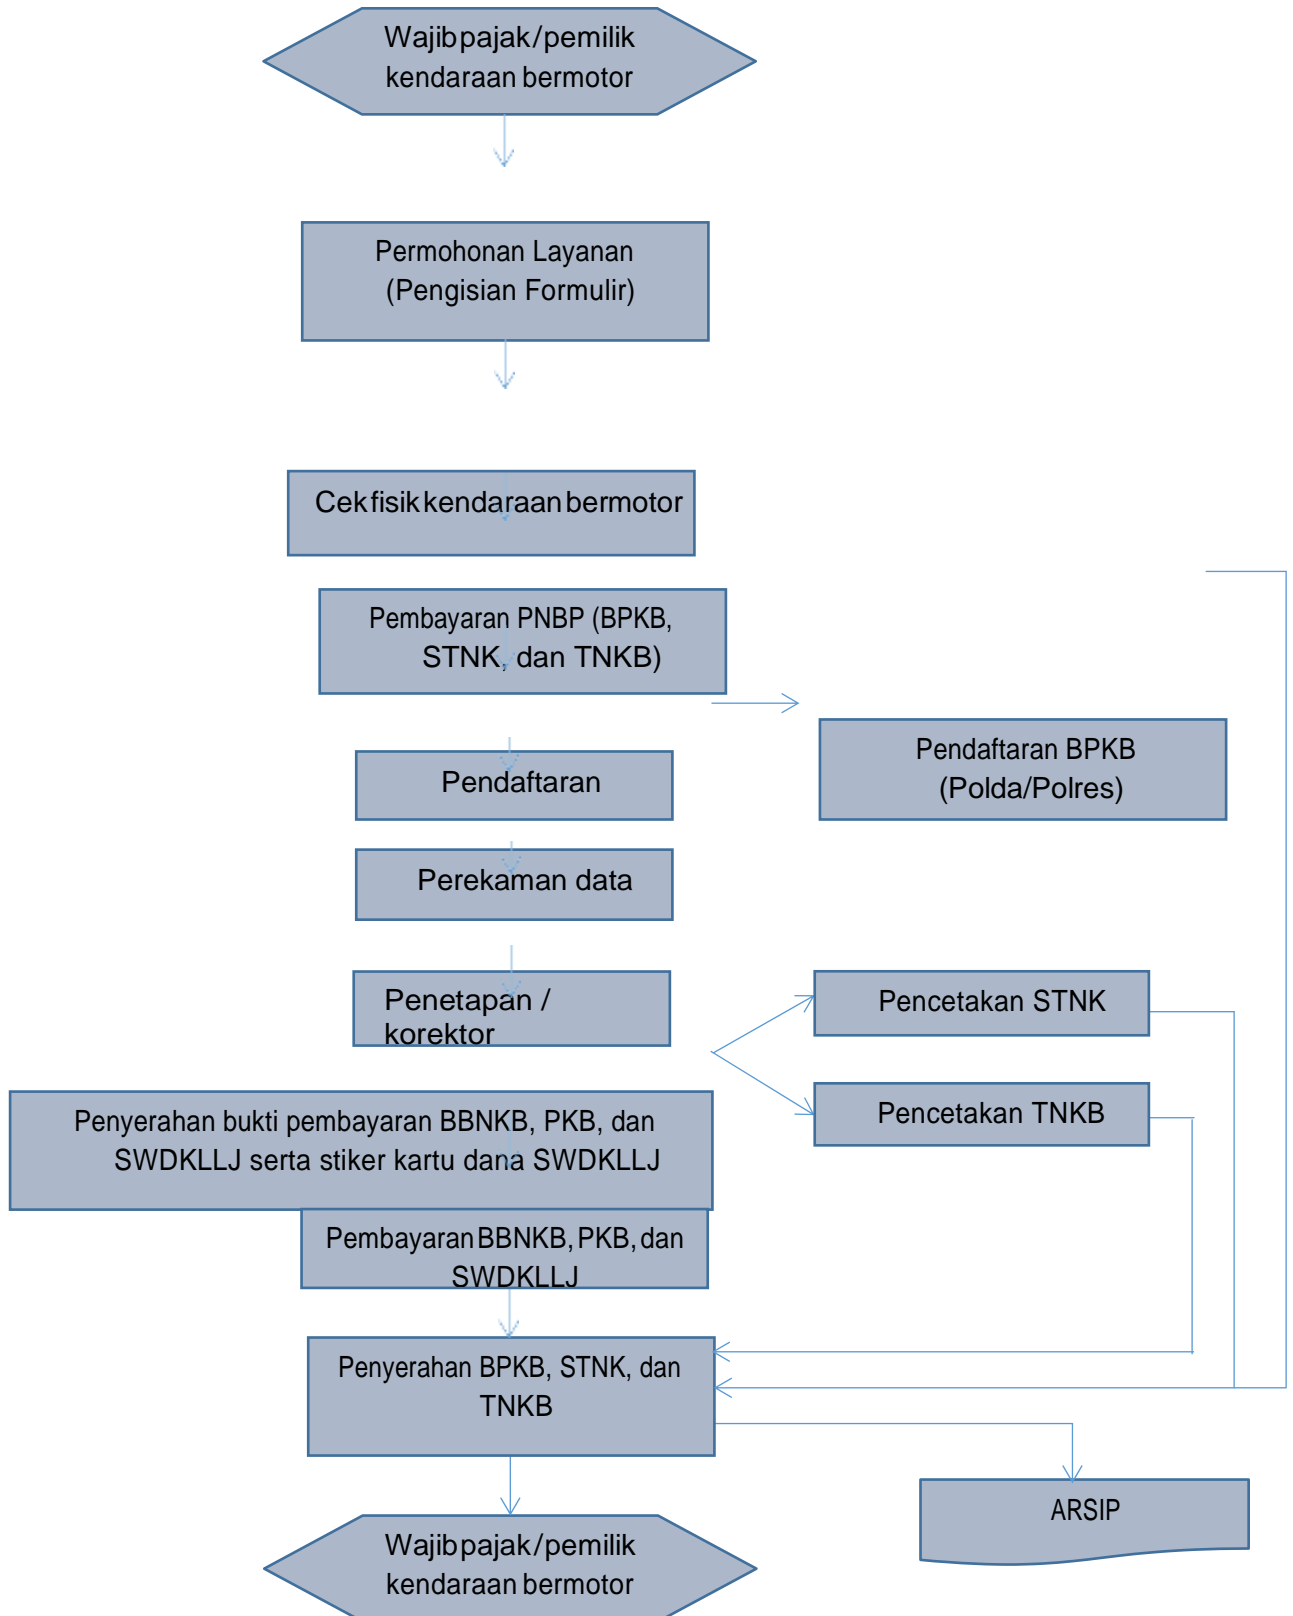 Wajib pajak / pemilik
kendaraan bermotor
Permohonan Layanan
(Pengisian Formulir)
Cek fisik kendaraan bermotor
Pembayaran PNBP (BPKB,
STNK, dan TNKB)
Pendaftaran BPKB
(Polda/Polres)
Pendaftaran
Perekaman data
Penetapan /
korektor
Pencetakan STNK
Pencetakan TNKB
Penyerahan bukti pembayaran BBNKB, PKB, dan
SWDKLLJ serta stiker kartu dana SWDKLLJ
Pembayaran BBNKB, PKB, dan
SWDKLLJ
Penyerahan BPKB, STNK, dan
TNKB
ARSIP
Wajib pajak / pemilik
kendaraan bermotor